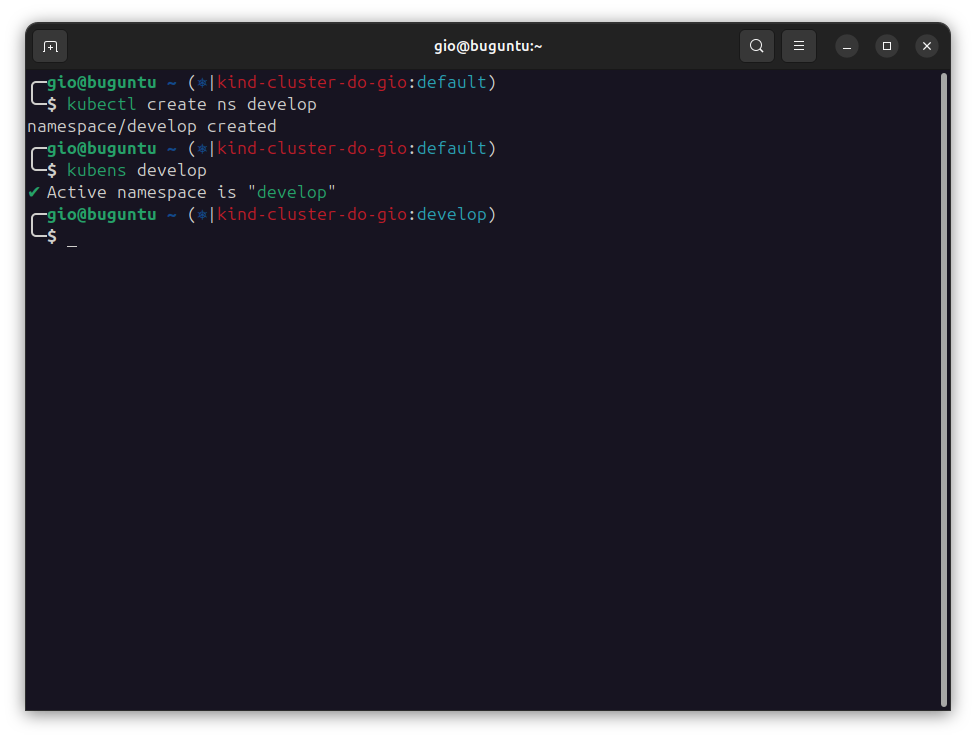 gio@buguntu:~
gio@buguntu ~ (⎈|kind-cluster-do-gio:default)
$ kubectl create ns develop
namespace/develop created
gio@buguntu ~ (⎈|kind-cluster-do-gio:default)
$ kubens develop
✔ Active namespace is "develop"
gio@buguntu ~ (⎈|kind-cluster-do-gio:develop)
$ _